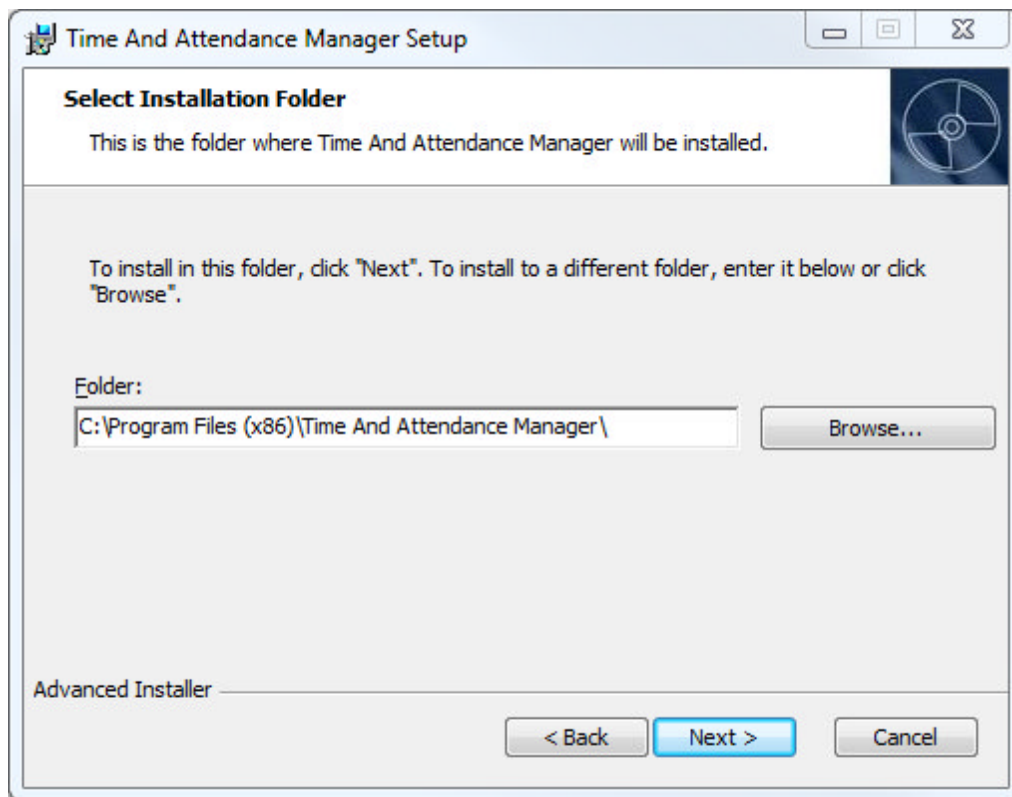 Time And Attendance Manager Setup
Select Installation Folder
This is the folder where Time And Attendance Manager will be installed.
To install in this folder, click "Next". To install to a different folder, enter it below or click
"Browse".
Folder:
C:\Program Files (x86)\Time And Attendance Manager\
Browse...
Advanced Installer
< Back
Next >
Cancel